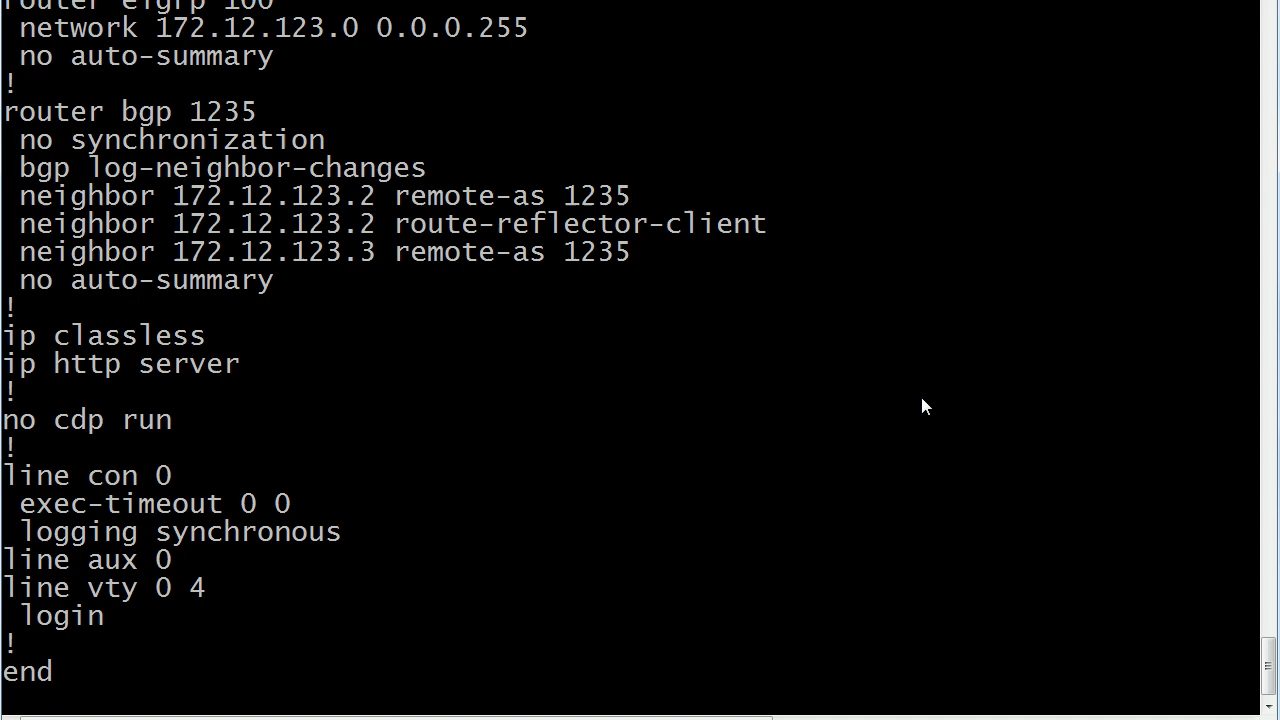 router eigrp 100
 network 172.12.123.0 0.0.0.255
 no auto-summary
!
router bgp 1235
 no synchronization
 bgp log-neighbor-changes
 neighbor 172.12.123.2 remote-as 1235
 neighbor 172.12.123.2 route-reflector-client
 neighbor 172.12.123.3 remote-as 1235
 no auto-summary
!
ip classless
ip http server
!
no cdp run
!
line con 0
 exec-timeout 0 0
 logging synchronous
line aux 0
line vty 0 4
 login
!
end